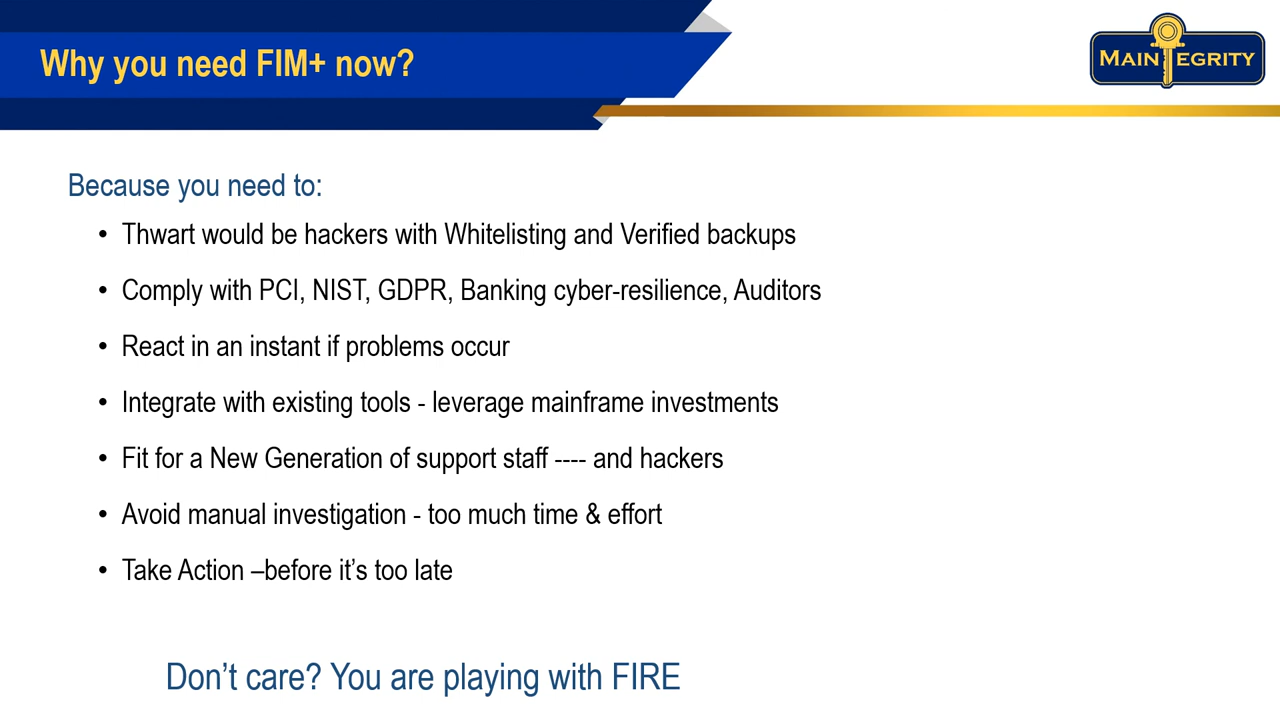 Why you need FIM+ now?
MAIN EGRITY
Because you need to:
• Thwart would be hackers with Whitelisting and Verified backups
• Comply with PCI, NIST, GDPR, Banking cyber-resilience, Auditors
• React in an instant if problems occur
• Integrate with existing tools - leverage mainframe investments
• Fit for a New Generation of support staff ---- and hackers
• Avoid manual investigation - too much time & effort
• Take Action –before it’s too late
Don’t care? You are playing with FIRE